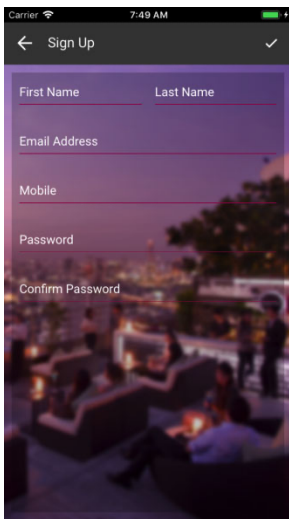 Carrier 7:49 AM
Sign Up
First Name Last Name
Email Address
Mobile
Password
Confirm Password